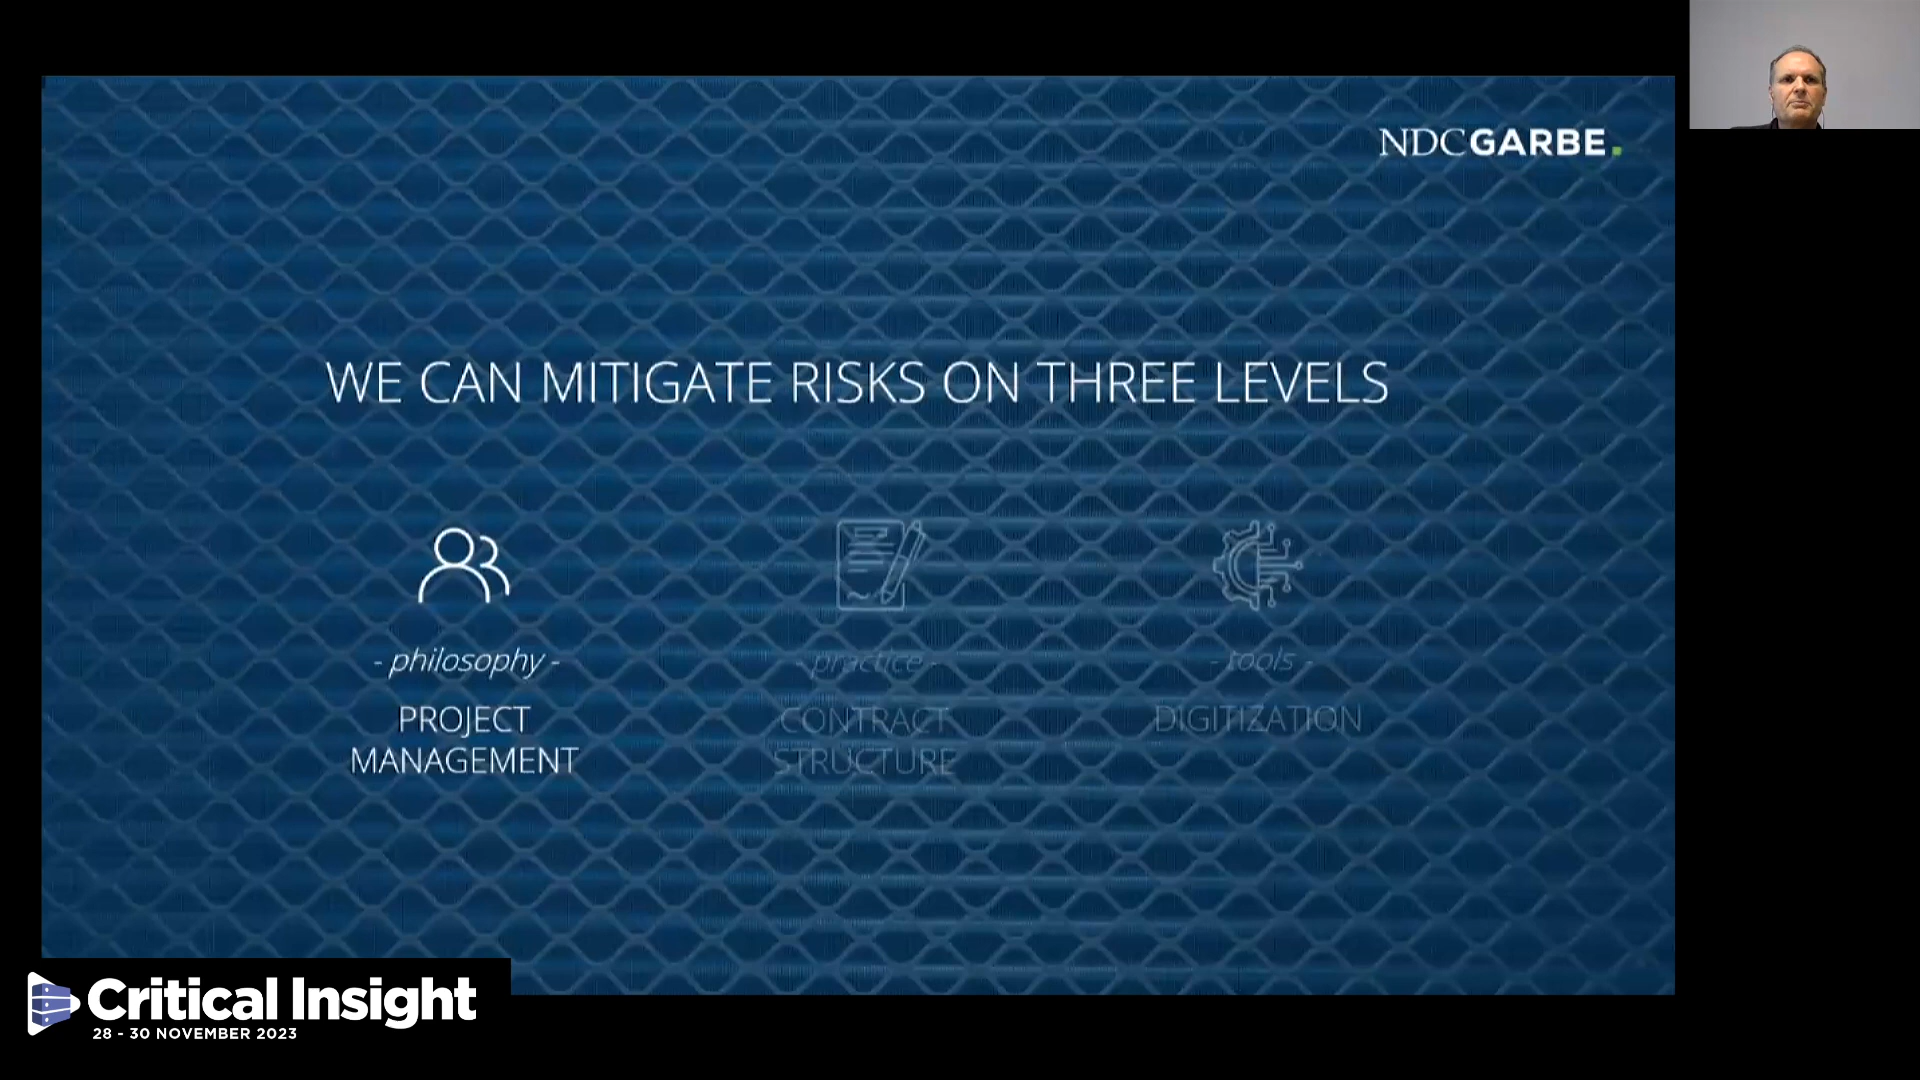 NDCGARBE.
WE CAN MITIGATE RISKS ON THREE LEVELS
- philosophy -
PROJECT
MANAGEMENT
- practice -
CONTRACT
STRUCTURE
- tools -
DIGITIZATION
Critical Insight
28 - 30 NOVEMBER 2023